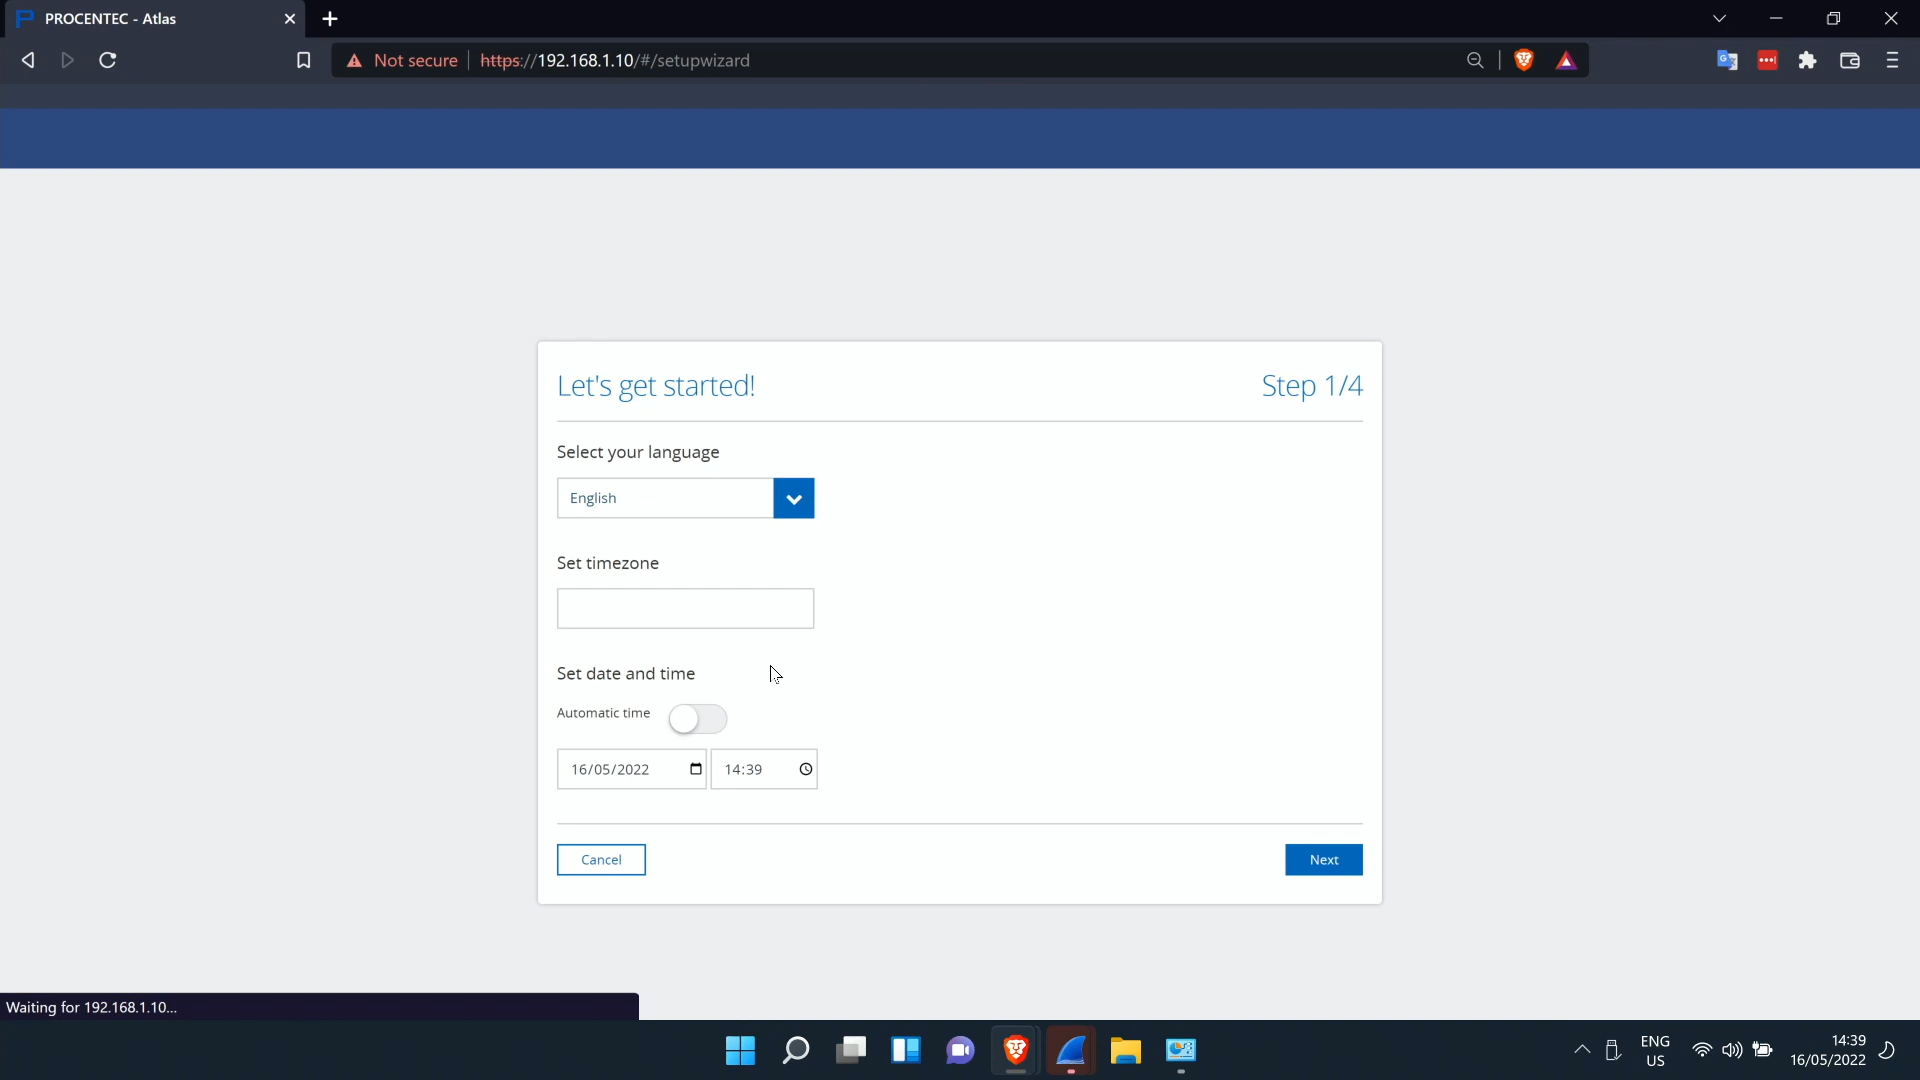 PROCENTEC - Atlas
Not secure
https://192.168.1.10/#/setupwizard
Let's get started!
Step 1/4
Select your language
English
Set timezone
Set date and time
Automatic time
16/05/2022
14:39
Cancel
Next
Waiting for 192.168.1.10...
ENG
US
14:39
16/05/2022